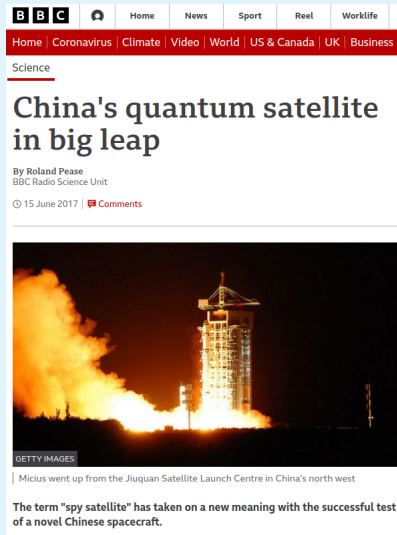 BBC Home News Sport Reel Worklife
Home Coronavirus Climate Video World US & Canada UK Business
Science
China's quantum satellite
in big leap
By Roland Pease
BBC Radio Science Unit
15 June 2017 Comments
GETTY IMAGES
Micius went up from the Jiuquan Satellite Launch Centre in China's north west
The term "spy satellite" has taken on a new meaning with the successful test
of a novel Chinese spacecraft.